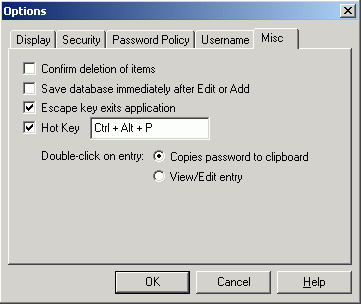 Options
Display Security Password Policy Username Misc
Confirm deletion of items
Save database immediately after Edit or Add
Escape key exits application
Hot Key Ctrl + Alt + P
Double-click on entry: Copies password to clipboard
View/Edit entry
OK Cancel Help